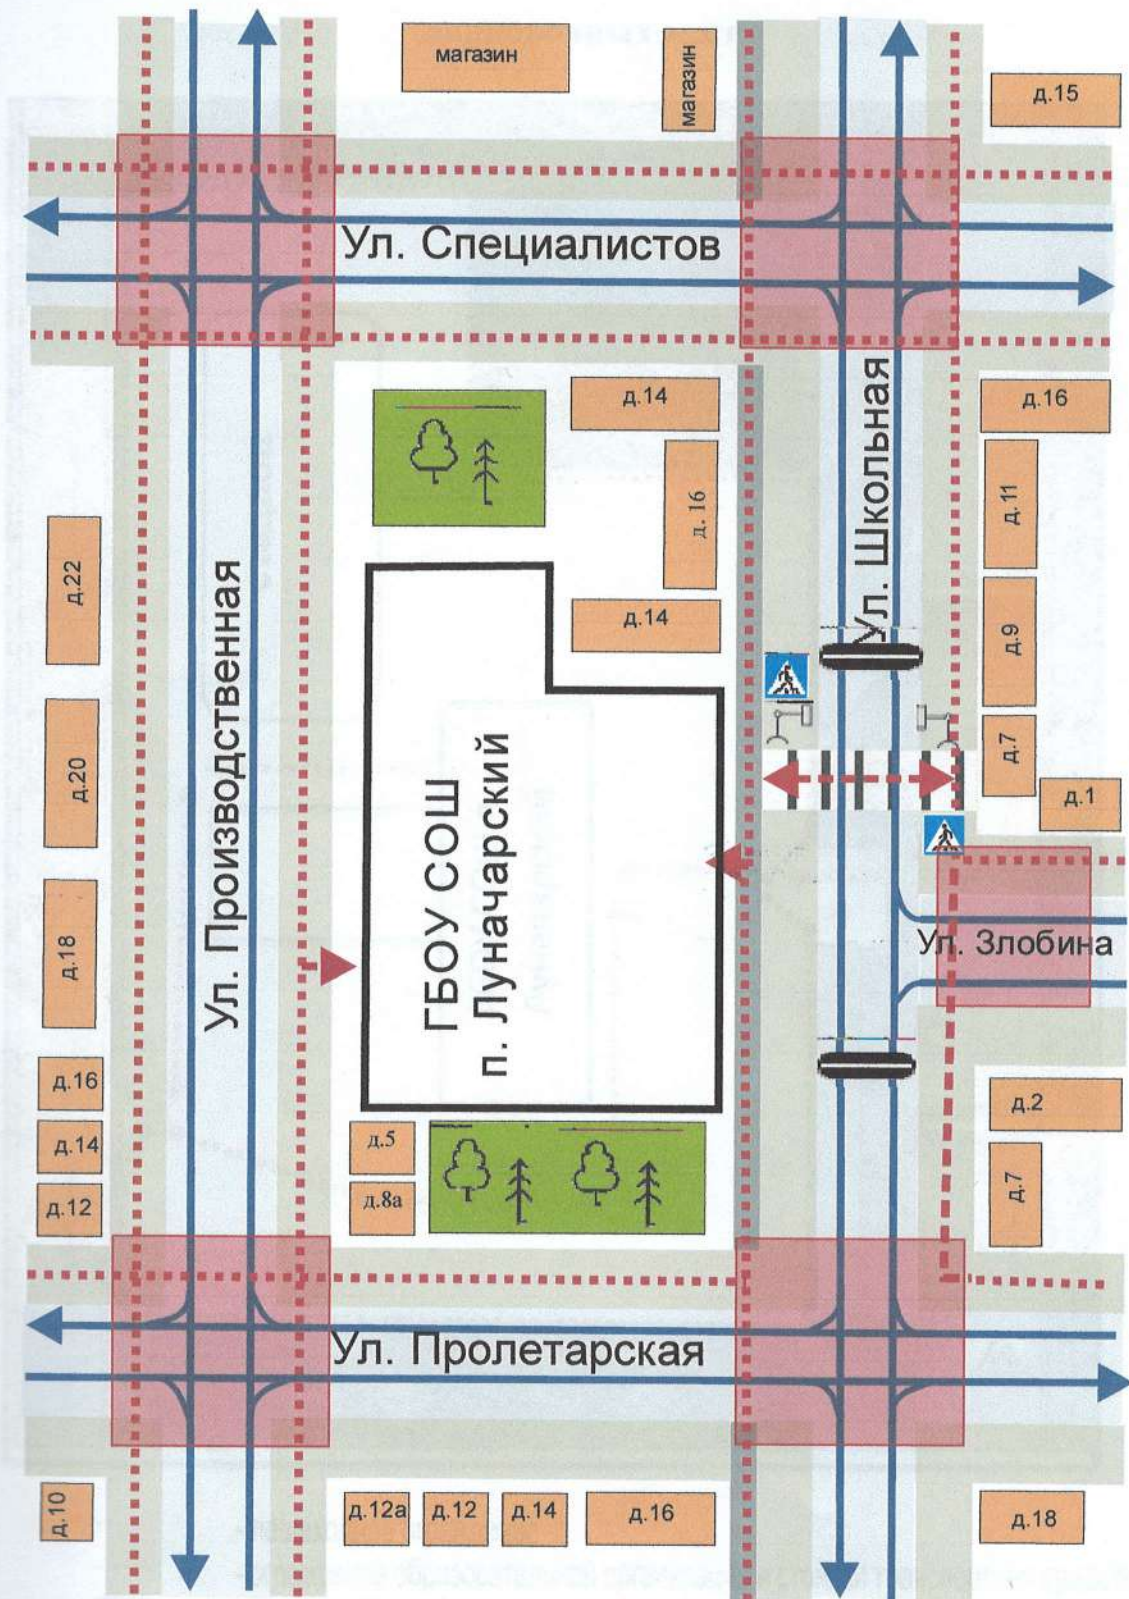 магазин
магазин
д.15
Ул. Специалистов
д.14
д. 16
д.14
Ул. Школьная
д.16
д.11
д.9
д.7
д.1
д.22
д.20
д.18
д.16
д.14
д.12
Ул. Производственная
ГБОУ СОШ
п. Луначарский
Ул. Злобина
д.5
д.8а
д.2
д.7
Ул. Пролетарская
д.10
д.12а
д.12
д.14
д.16
д.18